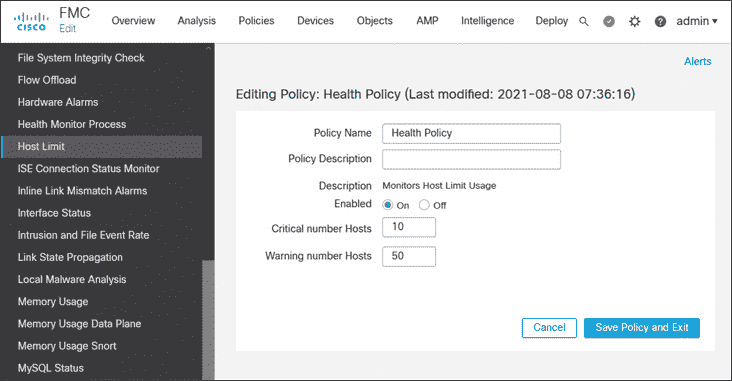 CISCO
FMC
Edit
Overview Analysis Policies Devices Objects AMP Intelligence Deploy admin
File System Integrity Check
Flow Offload
Hardware Alarms
Health Monitor Process
Host Limit
ISE Connection Status Monitor
Inline Link Mismatch Alarms
Interface Status
Intrusion and File Event Rate
Link State Propagation
Local Malware Analysis
Memory Usage
Memory Usage Data Plane
Memory Usage Snort
MySQL Status
Alerts
Editing Policy: Health Policy (Last modified: 2021-08-08 07:36:16)
Policy Name Health Policy
Policy Description
Description Monitors Host Limit Usage
Enabled On Off
Critical number Hosts 10
Warning number Hosts 50
Cancel Save Policy and Exit